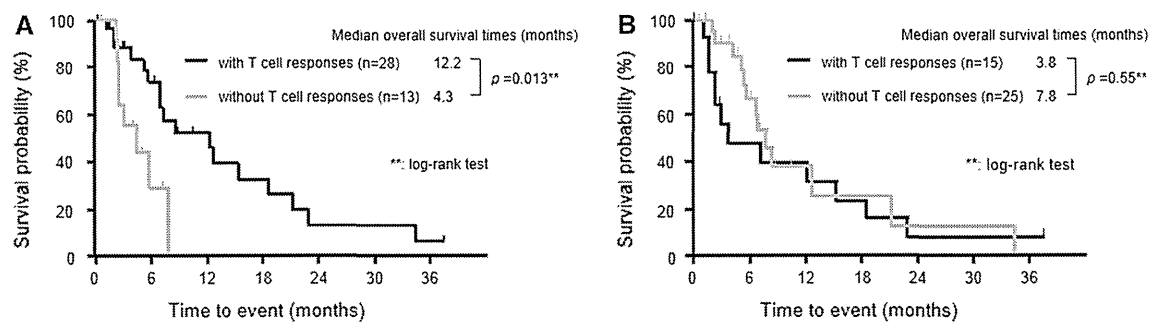 A
Survival probability (%)
100
80
60
40
20
0
0 6 12 18 24 30 36
Time to event (months)
Median overall survival times (months)
with T cell responses (n=28) 12.2
without T cell responses (n=13) 4.3
p =0.013**
**: log-rank test
B
Survival probability (%)
100
80
60
40
20
0
0 6 12 18 24 30 36
Time to event (months)
Median overall survival times (months)
with T cell responses (n=15) 3.8
without T cell responses (n=25) 7.8
p =0.55**
**: log-rank test